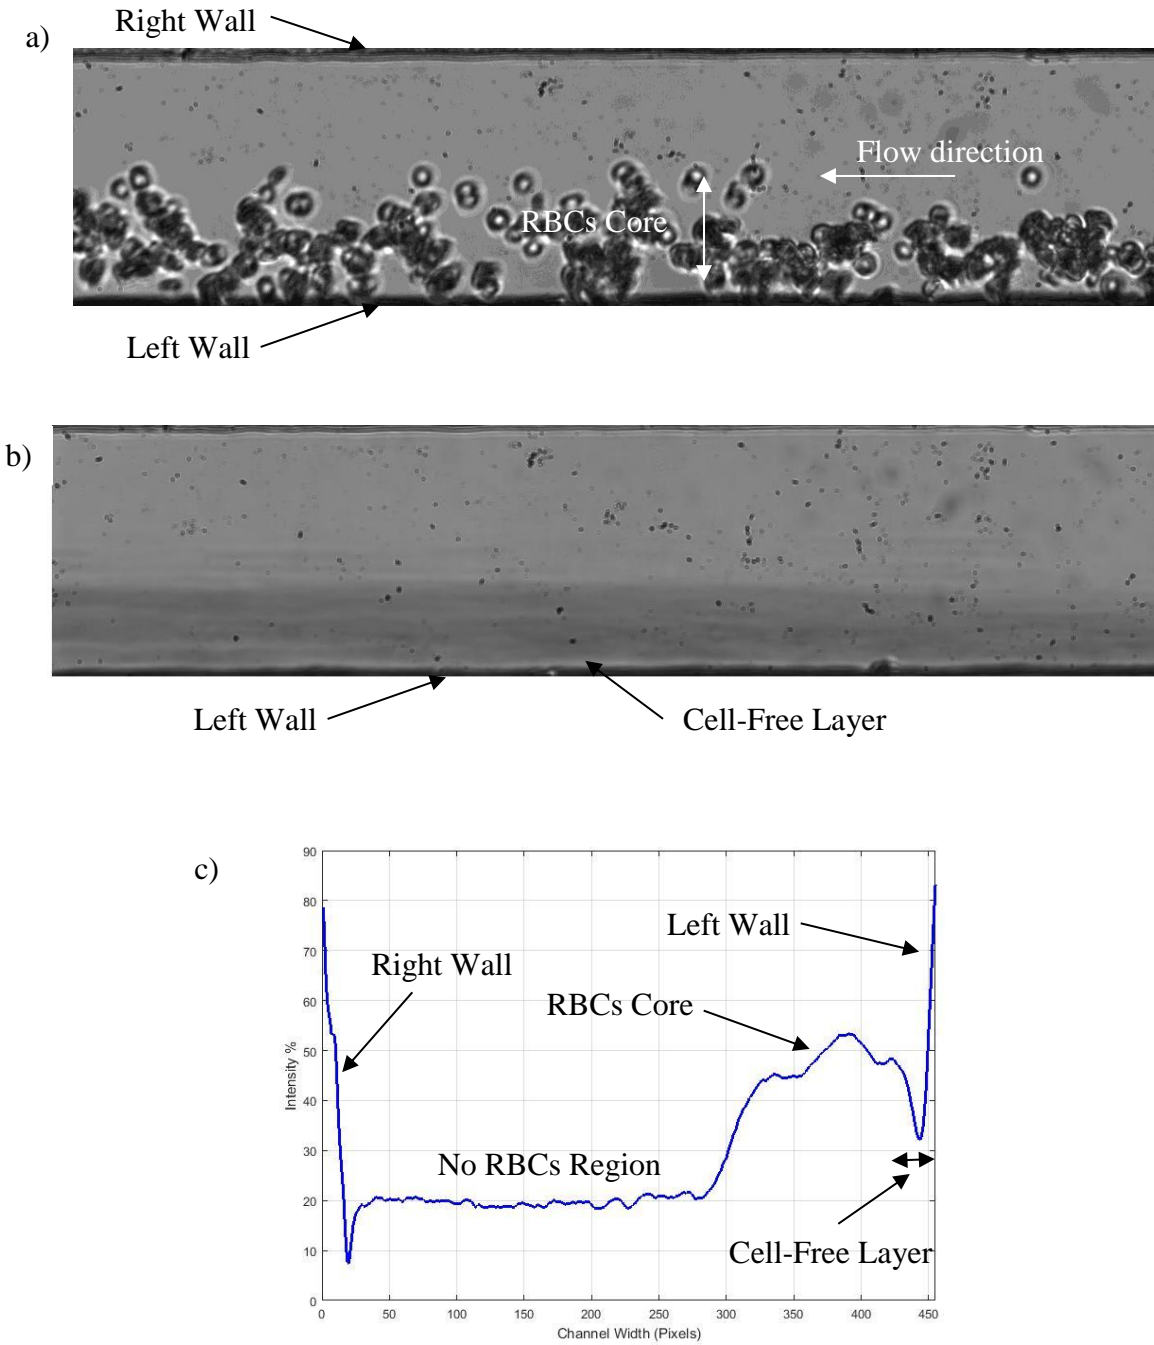 a)
Right Wall
Flow direction
RBCs Core
Left Wall
b)
Left Wall
Cell-Free Layer
c)
90
80
70
60
50
40
30
20
10
0
Intensity %
Left Wall
Right Wall
RBCs Core
No RBCs Region
Cell-Free Layer
0 50 100 150 200 250 300 350 400 450
Channel Width (Pixels)